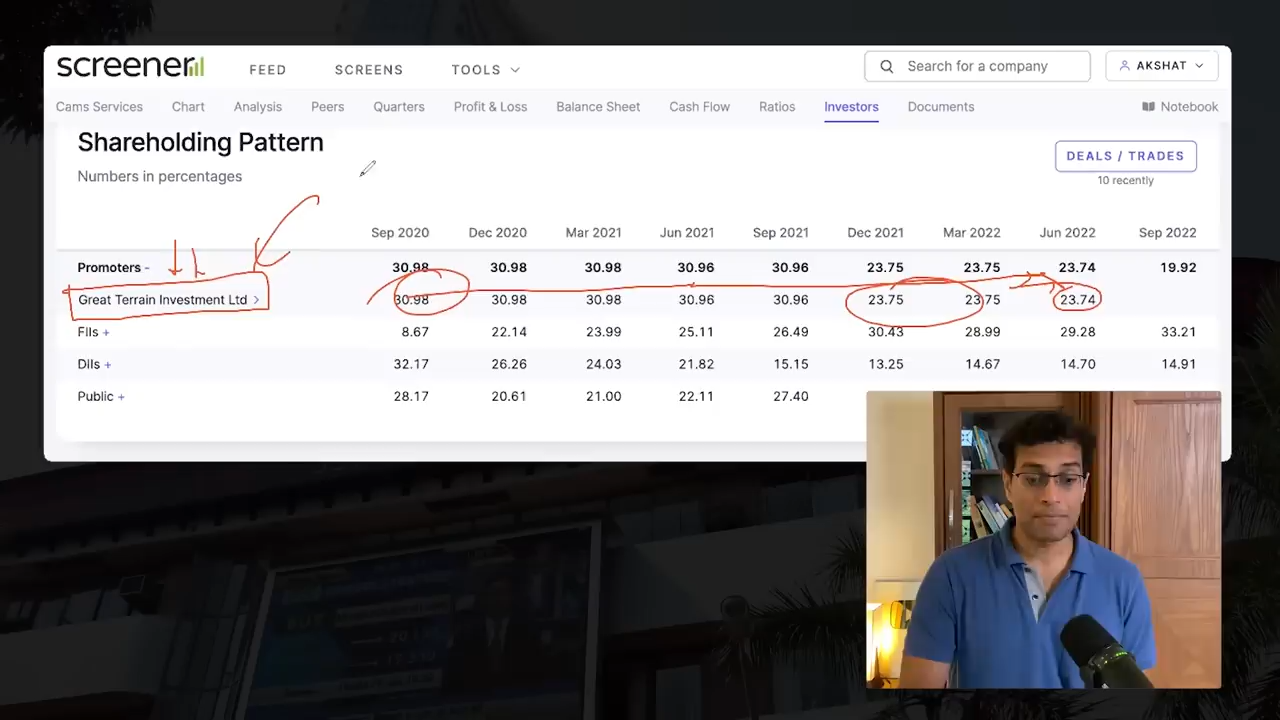 screener FEED SCREENS TOOLS Search for a company AKSHAT
Cams Services Chart Analysis Peers Quarters Profit & Loss Balance Sheet Cash Flow Ratios Investors Documents Notebook
Shareholding Pattern DEALS / TRADES
Numbers in percentages 10 recently
Sep 2020 Dec 2020 Mar 2021 Jun 2021 Sep 2021 Dec 2021 Mar 2022 Jun 2022 Sep 2022
Promoters - 30.98 30.98 30.98 30.96 30.96 23.75 23.75 23.74 19.92
Great Terrain Investment Ltd > 30.98 30.98 30.98 30.96 30.96 23.75 23.75 23.74
FIIs + 8.67 22.14 23.99 25.11 26.49 30.43 28.99 29.28 33.21
DIIs + 32.17 26.26 24.03 21.82 15.15 13.25 14.67 14.70 14.91
Public + 28.17 20.61 21.00 22.11 27.40